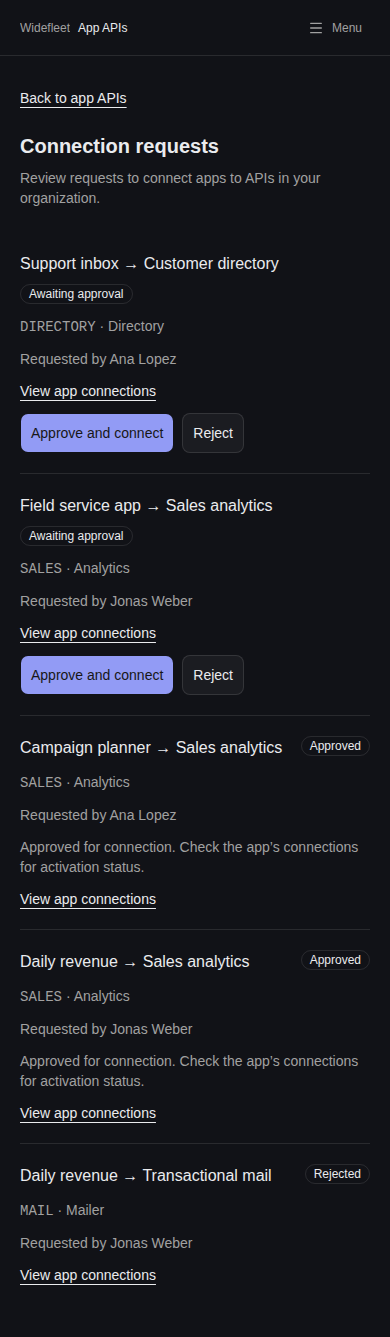 Widefleet App APIs
Menu
Back to app APIs
Connection requests
Review requests to connect apps to APIs in your
organization.
Support inbox → Customer directory
Awaiting approval
DIRECTORY · Directory
Requested by Ana Lopez
View app connections
Approve and connect
Reject
Field service app → Sales analytics
Awaiting approval
SALES · Analytics
Requested by Jonas Weber
View app connections
Approve and connect
Reject
Campaign planner → Sales analytics
Approved
SALES · Analytics
Requested by Ana Lopez
Approved for connection. Check the app’s connections
for activation status.
View app connections
Daily revenue → Sales analytics
Approved
SALES · Analytics
Requested by Jonas Weber
Approved for connection. Check the app’s connections
for activation status.
View app connections
Daily revenue → Transactional mail
Rejected
MAIL · Mailer
Requested by Jonas Weber
View app connections